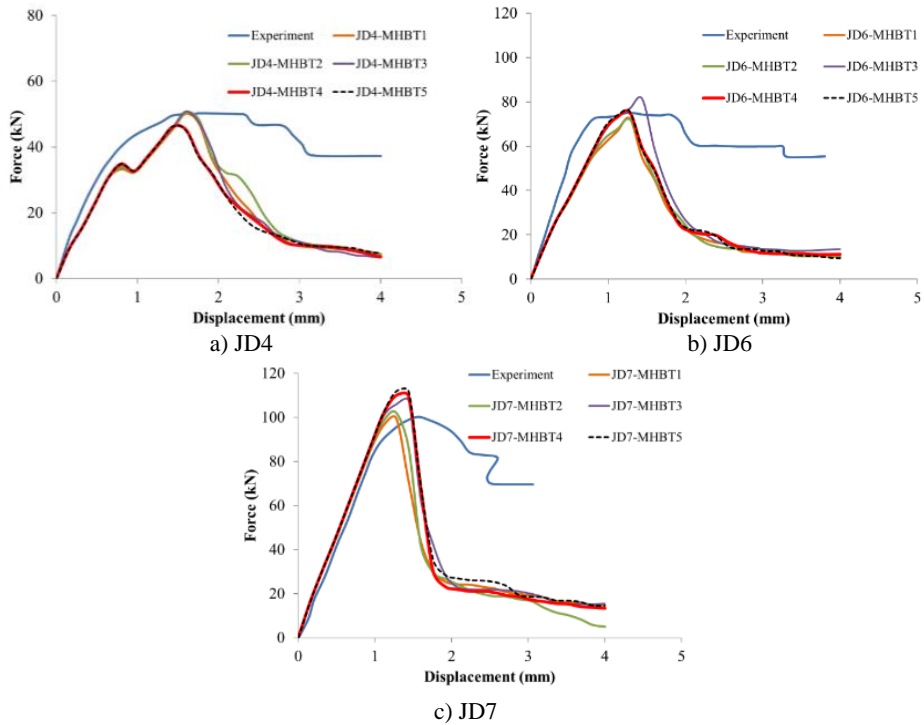 80
60
40
20
0
Force (kN)
Experiment
JD4-MHBT1
JD4-MHBT2
JD4-MHBT3
JD4-MHBT4
JD4-MHBT5
0 1 2 3 4 5
Displacement (mm)
a) JD4
120
100
80
60
40
20
0
Force (kN)
Experiment
JD6-MHBT1
JD6-MHBT2
JD6-MHBT3
JD6-MHBT4
JD6-MHBT5
0 1 2 3 4 5
Displacement (mm)
b) JD6
120
100
80
60
40
20
0
Force (kN)
Experiment
JD7-MHBT1
JD7-MHBT2
JD7-MHBT3
JD7-MHBT4
JD7-MHBT5
0 1 2 3 4 5
Displacement (mm)
c) JD7